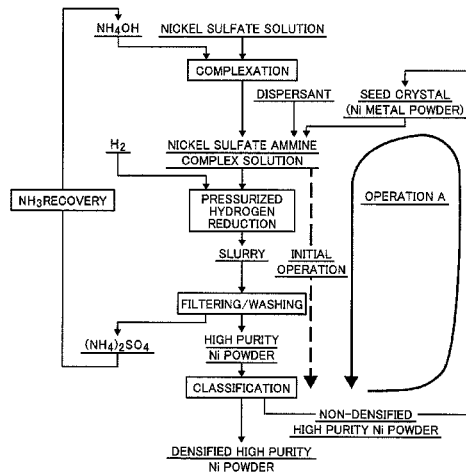 NH4OH
NICKEL SULFATE SOLUTION
COMPLEXATION
DISPERSANT
SEED CRYSTAL
(Ni METAL POWDER)
H2
NICKEL SULFATE AMMINE
COMPLEX SOLUTION
NH3RECOVERY
PRESSURIZED
HYDROGEN
REDUCTION
OPERATION A
SLURRY
INITIAL
OPERATION
FILTERING/WASHING
(NH4)2SO4
HIGH PURITY
Ni POWDER
CLASSIFICATION
NON-DENSIFIED
HIGH PURITY Ni POWDER
DENSIFIED HIGH PURITY
Ni POWDER